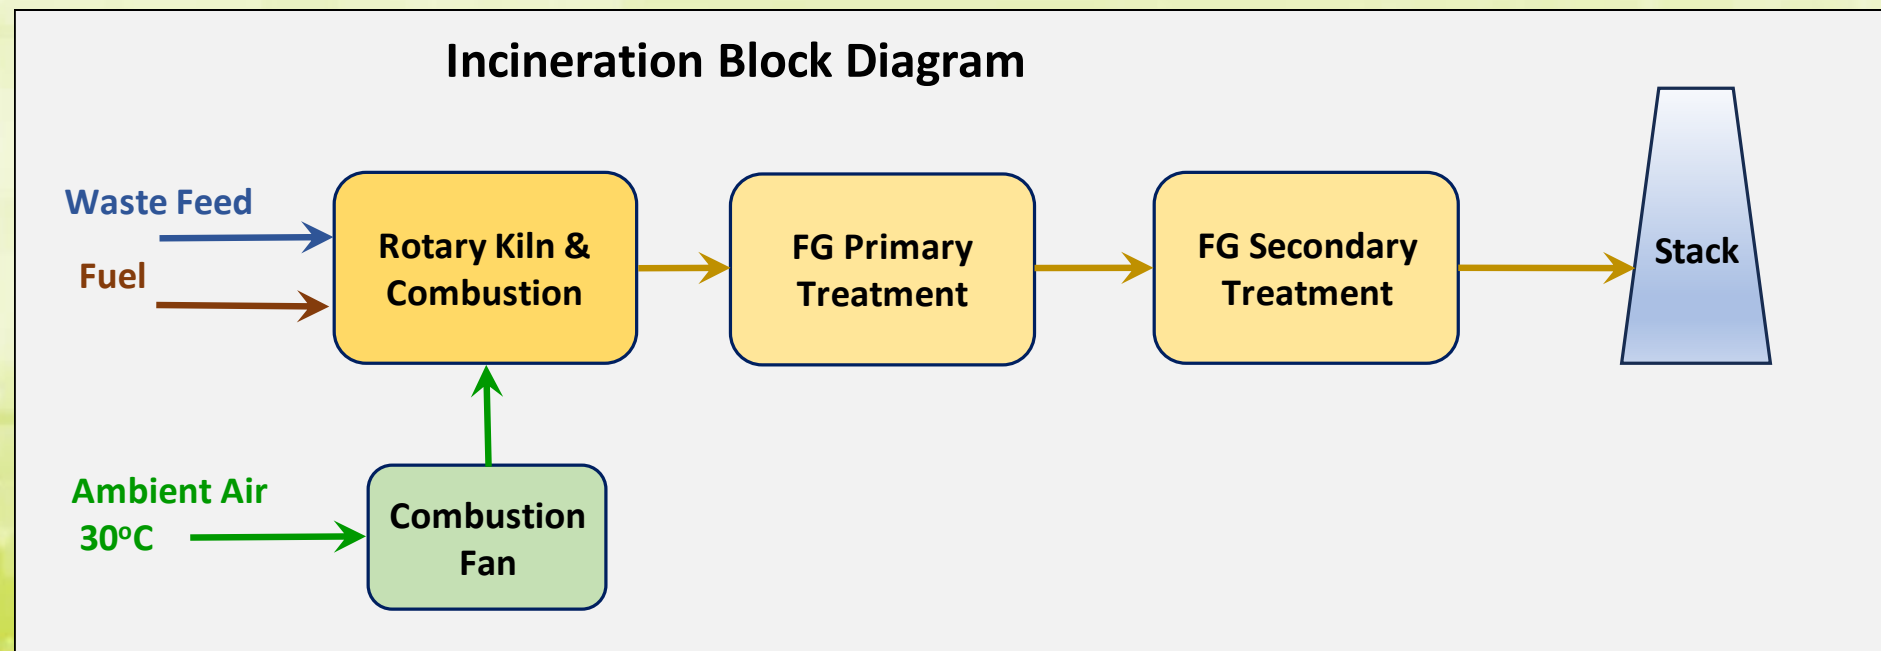 Incineration Block Diagram
Waste Feed
Fuel
Rotary Kiln &
Combustion
FG Primary
Treatment
FG Secondary
Treatment
Stack
Ambient Air
30°C
Combustion
Fan